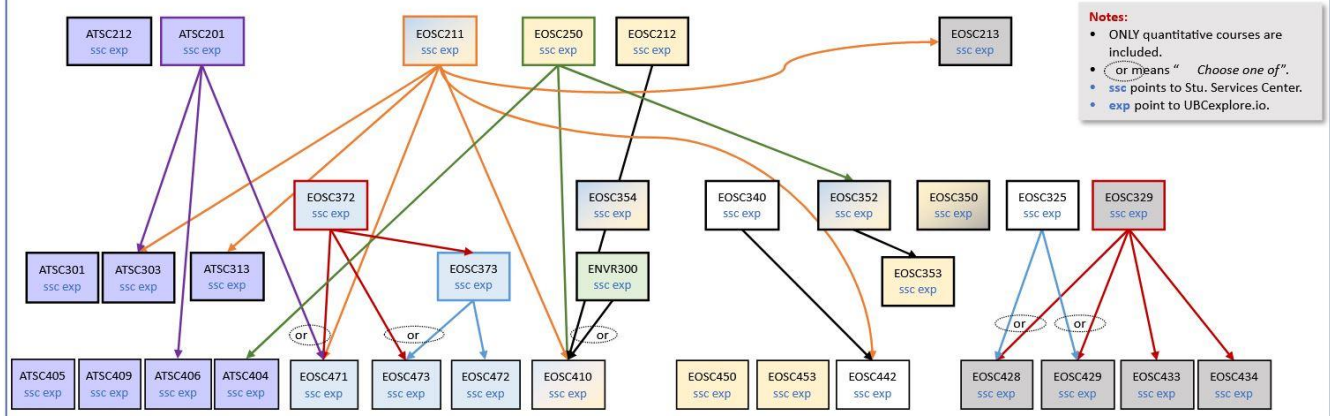 ATSC212
ssc exp
ATSC201
ssc exp
EOSC211
ssc exp
EOSC250
ssc exp
EOSC212
ssc exp
EOSC213
ssc exp
Notes:
• ONLY quantitative courses are
included.
• or means “ Choose one of”.
• ssc points to Stu. Services Center.
• exp point to UBCexplore.io.
EOSC372
ssc exp
EOSC354
ssc exp
EOSC340
ssc exp
EOSC352
ssc exp
EOSC350
ssc exp
EOSC325
ssc exp
EOSC329
ssc exp
ATSC301
ssc exp
ATSC303
ssc exp
ATSC313
ssc exp
EOSC373
ssc exp
ENVR300
ssc exp
EOSC353
ssc exp
or
or
or
or
or
ATSC405
ssc exp
ATSC409
ssc exp
ATSC406
ssc exp
ATSC404
ssc exp
EOSC471
ssc exp
EOSC473
ssc exp
EOSC472
ssc exp
EOSC410
ssc exp
EOSC450
ssc exp
EOSC453
ssc exp
EOSC442
ssc exp
EOSC428
ssc exp
EOSC429
ssc exp
EOSC433
ssc exp
EOSC434
ssc exp